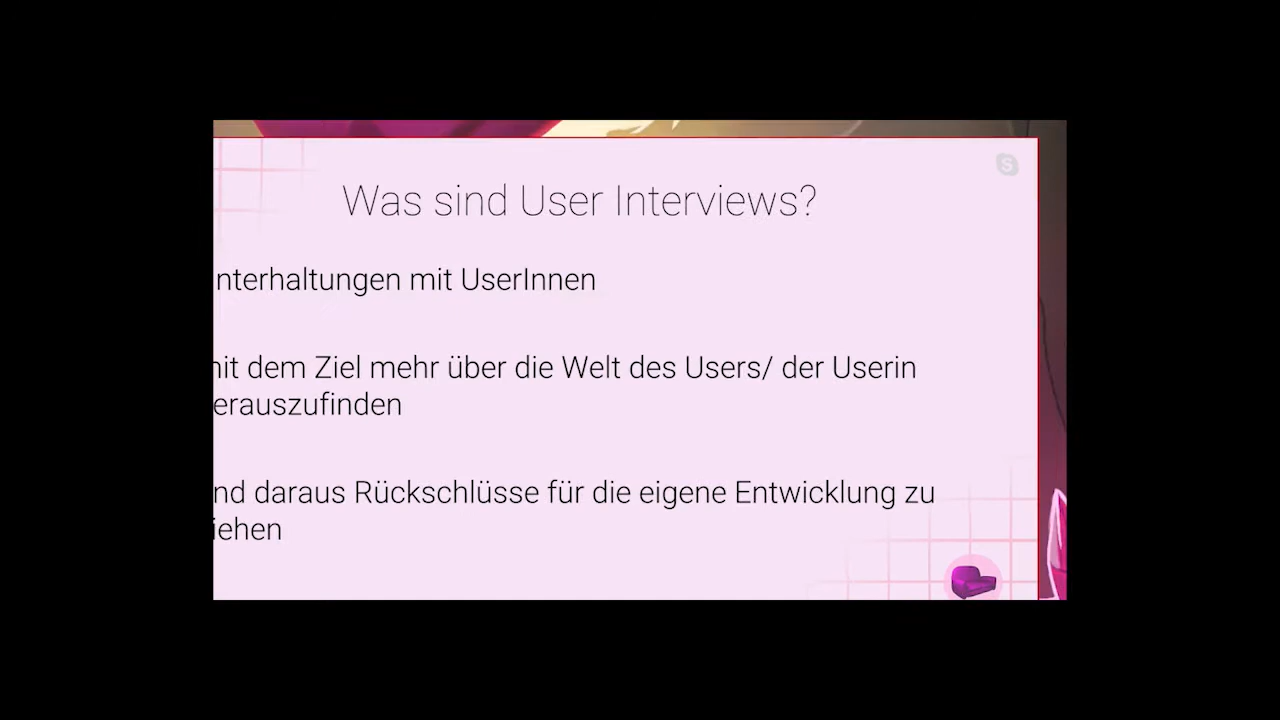 Was sind User Interviews?
nterhaltungen mit UserInnen
it dem Ziel mehr über die Welt des Users/ der Userin
erauszufinden
nd daraus Rückschlüsse für die eigene Entwicklung zu
iehen